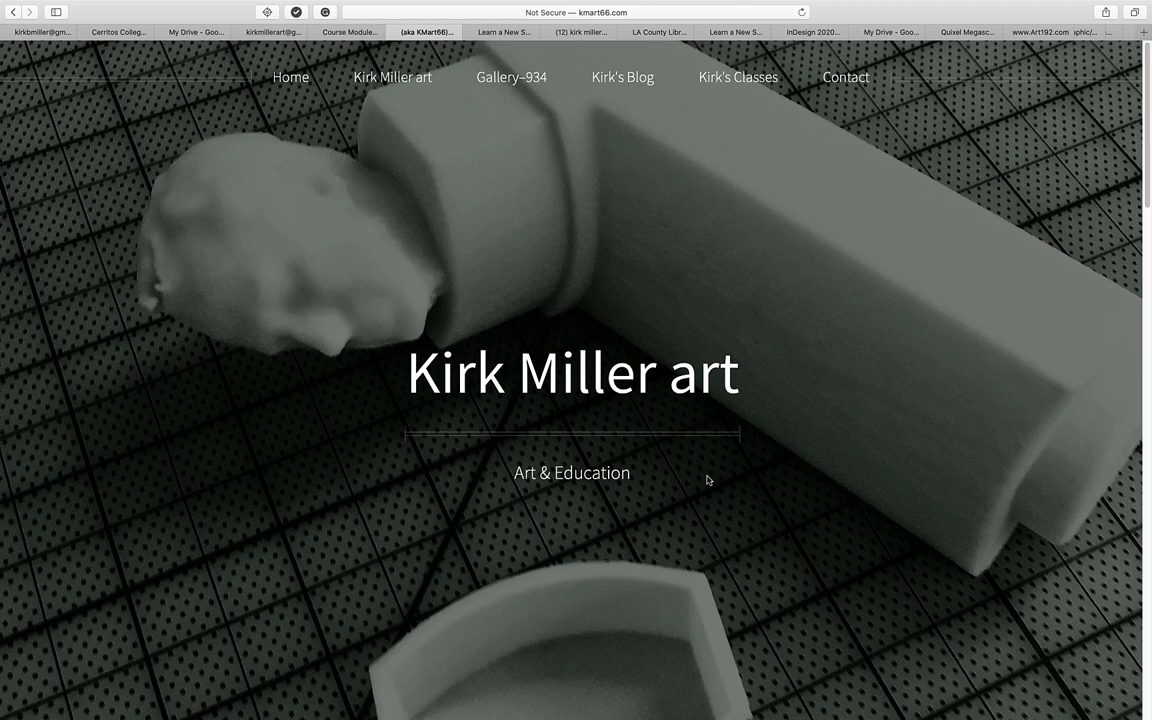 Not Secure — kmart66.com
kirkbmiller@gm...
Cerritos Colleg...
My Drive - Goo...
kirkmillerart@g...
Course Module...
(aka KMart66)...
Learn a New S...
(12) kirk miller...
LA County Libr...
Learn a New S...
InDesign 2020...
My Drive - Goo...
Quixel Megasc...
www.Art192.com
Home
Kirk Miller art
Gallery–934
Kirk's Blog
Kirk's Classes
Contact
Kirk Miller art
Art & Education